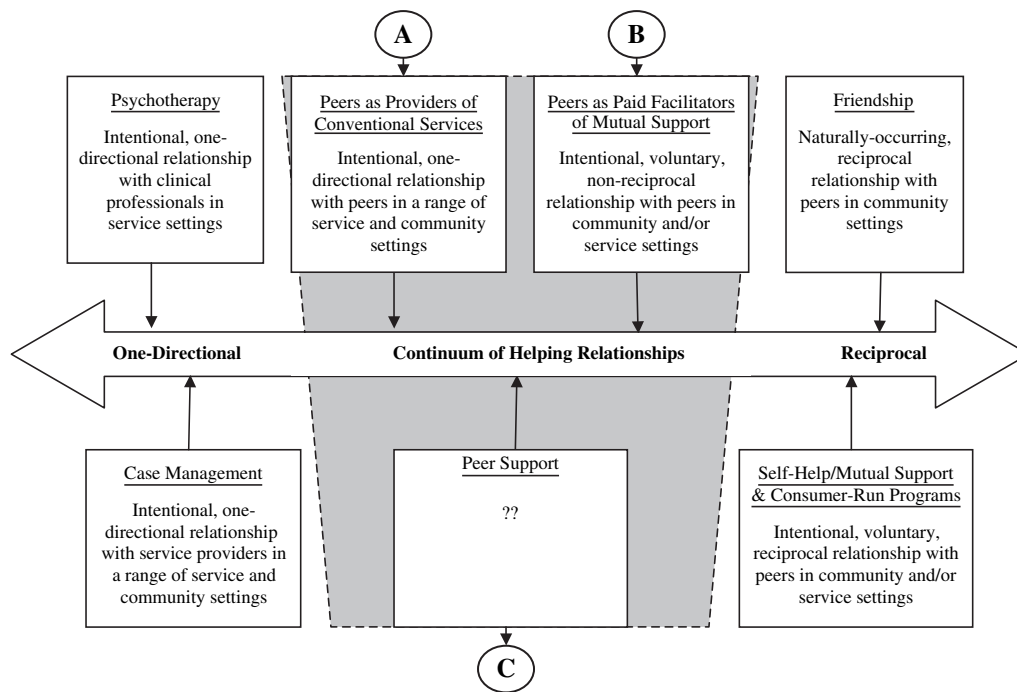 A
B
Psychotherapy
Intentional, one-
directional relationship
with clinical
professionals in
service settings
Peers as Providers of
Conventional Services
Intentional, one-
directional relationship
with peers in a range of
service and community
settings
Peers as Paid Facilitators
of Mutual Support
Intentional, voluntary,
non-reciprocal
relationship with peers in
community and/or
service settings
Friendship
Naturally-occurring,
reciprocal
relationship with
peers in community
settings
One-Directional
Continuum of Helping Relationships
Reciprocal
Case Management
Intentional, one-
directional relationship
with service providers in
a range of service and
community settings
Peer Support
??
Self-Help/Mutual Support
& Consumer-Run Programs
Intentional, voluntary,
reciprocal relationship with
peers in community and/or
service settings
C